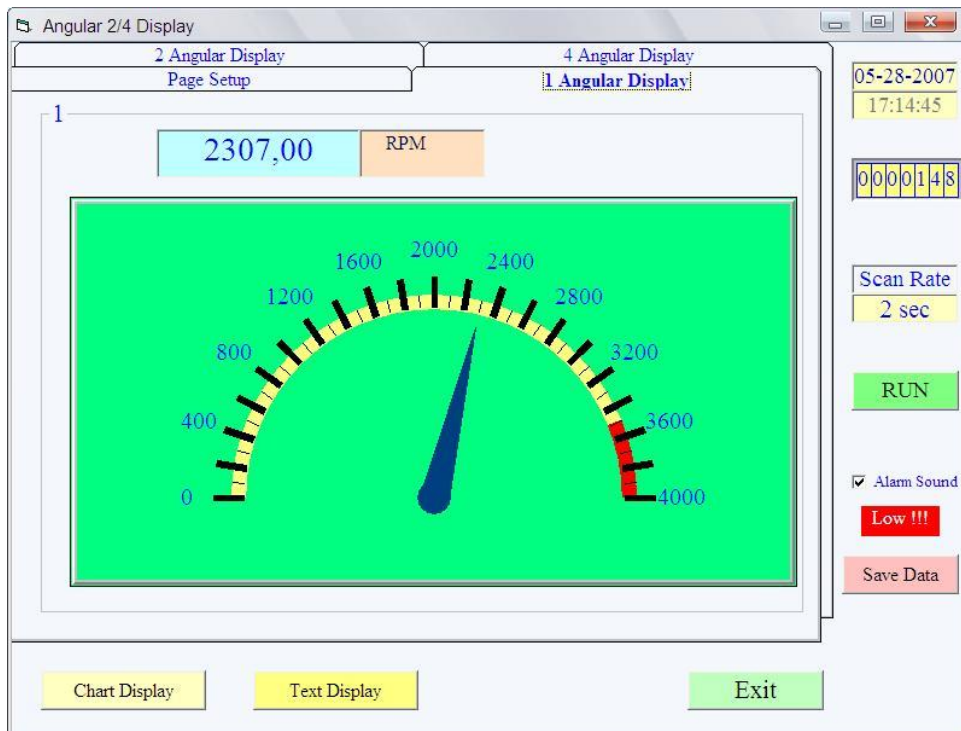 Angular 2/4 Display
2 Angular Display
4 Angular Display
Page Setup
1 Angular Display
1
2307,00
RPM
0
400
800
1200
1600
2000
2400
2800
3200
3600
4000
05-28-2007
17:14:45
0000148
Scan Rate
2 sec
RUN
Alarm Sound
Low !!!
Save Data
Chart Display
Text Display
Exit